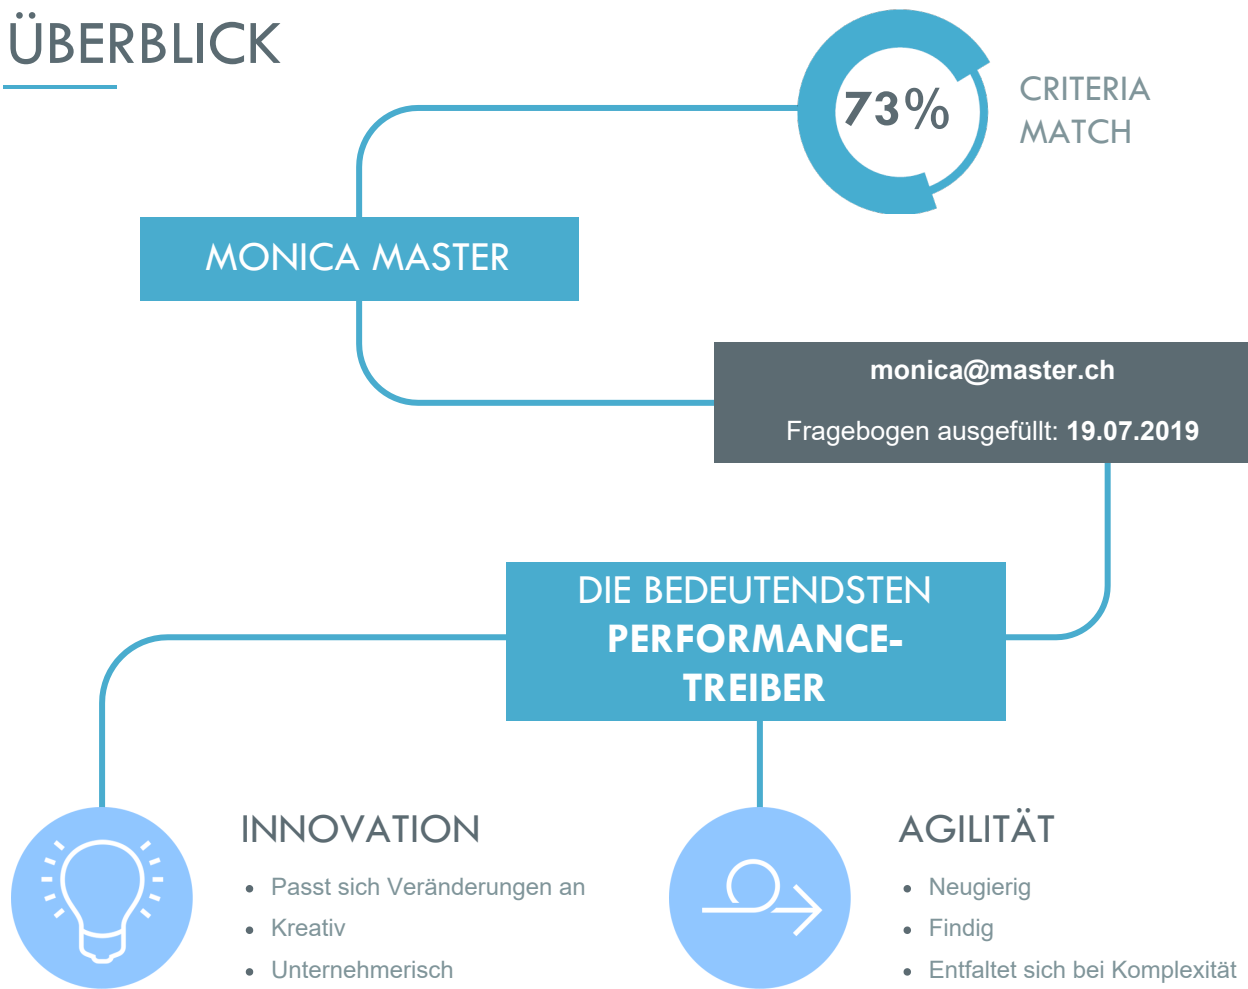 ÜBERBLICK
73%
CRITERIA
MATCH
MONICA MASTER
monica@master.ch
Fragebogen ausgefüllt: 19.07.2019
DIE BEDEUTENDSTEN
PERFORMANCE-
TREIBER
INNOVATION
• Passt sich Veränderungen an
• Kreativ
• Unternehmerisch
AGILITÄT
• Neugierig
• Findig
• Entfaltet sich bei Komplexität